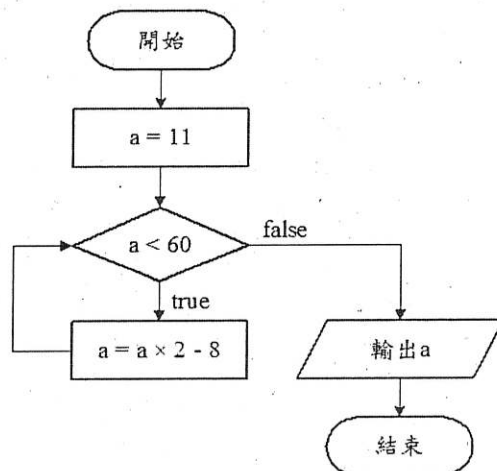 開始
a = 11
a < 60
false
true
a = a × 2 - 8
輸出a
結束